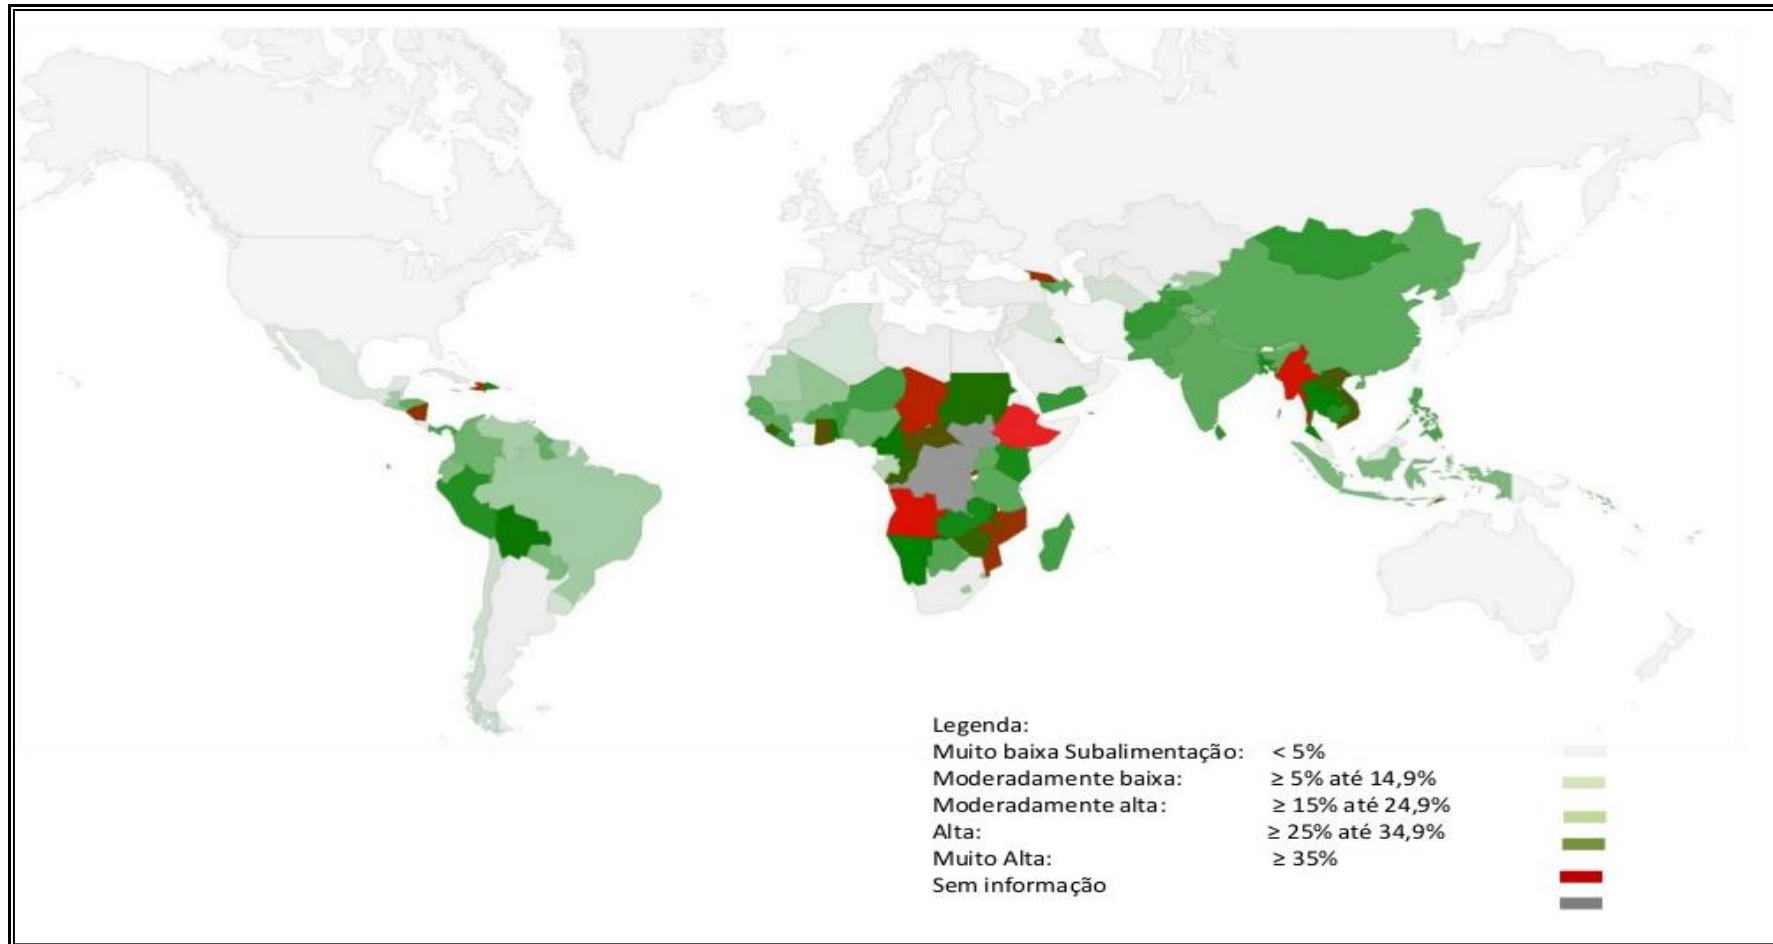 Legenda:
Muito baixa Subalimentação: < 5%
Moderadamente baixa: ≥ 5% até 14,9%
Moderadamente alta: ≥ 15% até 24,9%
Alta: ≥ 25% até 34,9%
Muito Alta: ≥ 35%
Sem informação